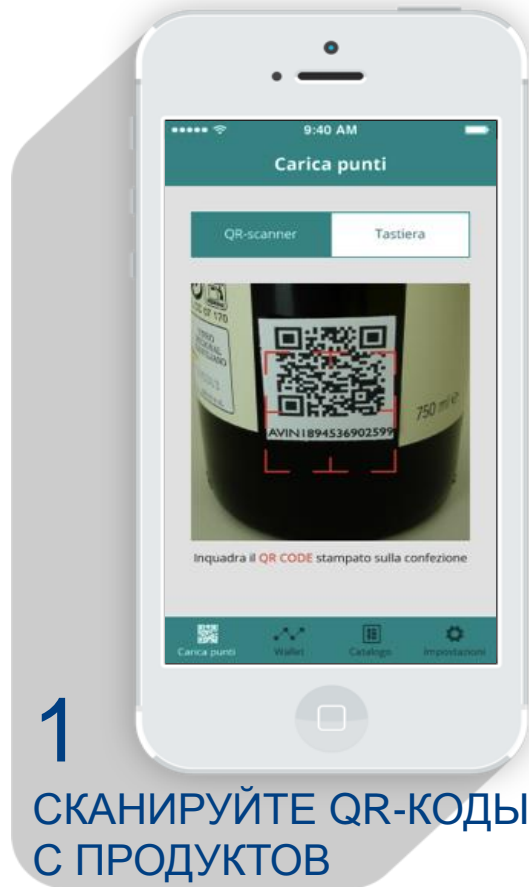 9:40 AM
Carica punti
QR-scanner
Tastiera
750 ml e
AVIN1894536902599
Inquadra il QR CODE stampato sulla confezione
Carica punti
Wallet
Catalogo
Impostazioni
1
СКАНИРУЙТЕ QR-КОДЫ
С ПРОДУКТОВ